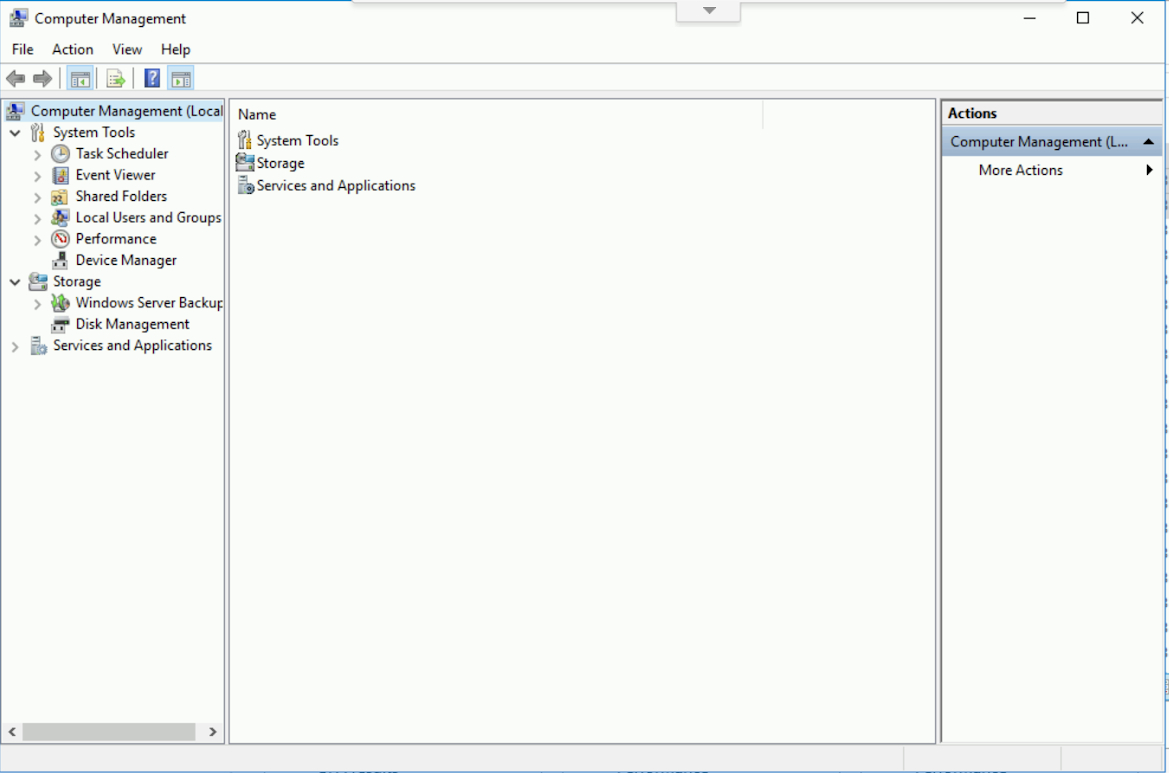 Computer Management
File Action View Help
Computer Management (Local
System Tools
Task Scheduler
Event Viewer
Shared Folders
Local Users and Groups
Performance
Device Manager
Storage
Windows Server Backup
Disk Management
Services and Applications
Name
System Tools
Storage
Services and Applications
Actions
Computer Management (L...
More Actions